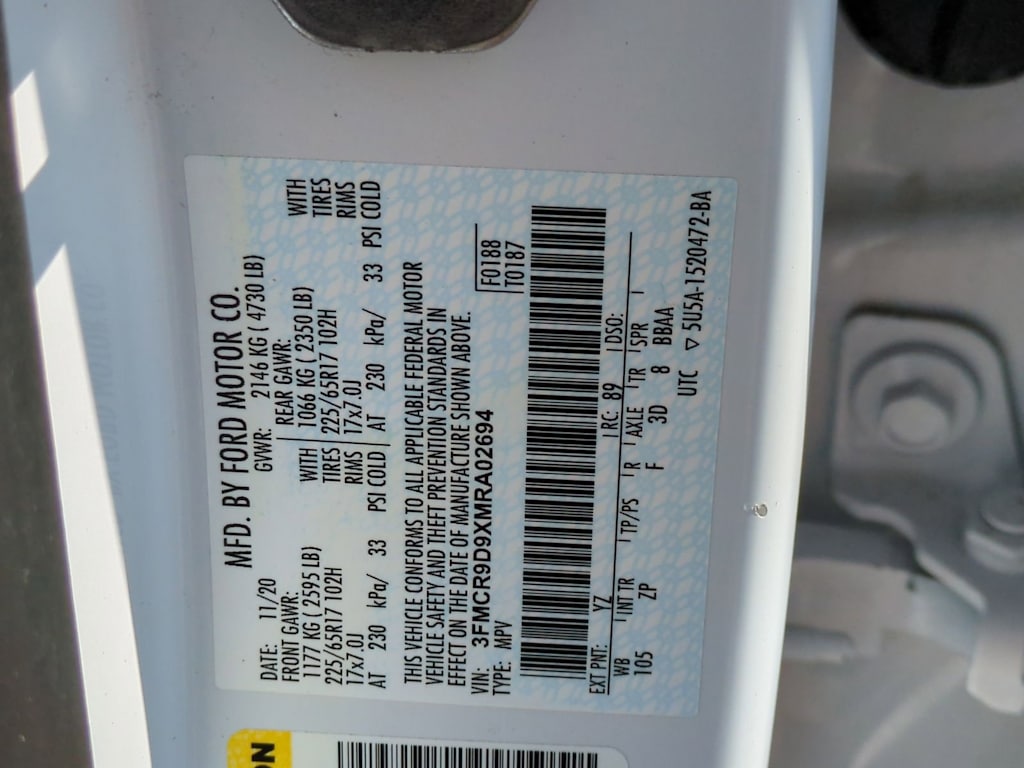 MFD. BY FORD MOTOR CO.
DATE: 11/20 GVWR: 2146 KG ( 4730 LB)
FRONT GAWR: REAR GAWR:
1177 KG ( 2595 LB) WITH 1066 KG ( 2350 LB) WITH
225/65R17 102H TIRES 225/65R17 102H TIRES
17x7.0J RIMS 17x7.0J RIMS
AT 230 kPa/ 33 PSI COLD AT 230 kPa/ 33 PSI COLD
THIS VEHICLE CONFORMS TO ALL APPLICABLE FEDERAL MOTOR
VEHICLE SAFETY AND THEFT PREVENTION STANDARDS IN
EFFECT ON THE DATE OF MANUFACTURE SHOWN ABOVE.
VIN: 3FMCR9D9XMRA02694 F0188
TYPE: MPV T0187
EXT PNT: YZ RC: 89 DSO:
WB INT TR TP/PS R AXLE TR SPR
105 ZP F 3D 8 BBAA
UTC ▽ 5U5A-1520472-BA